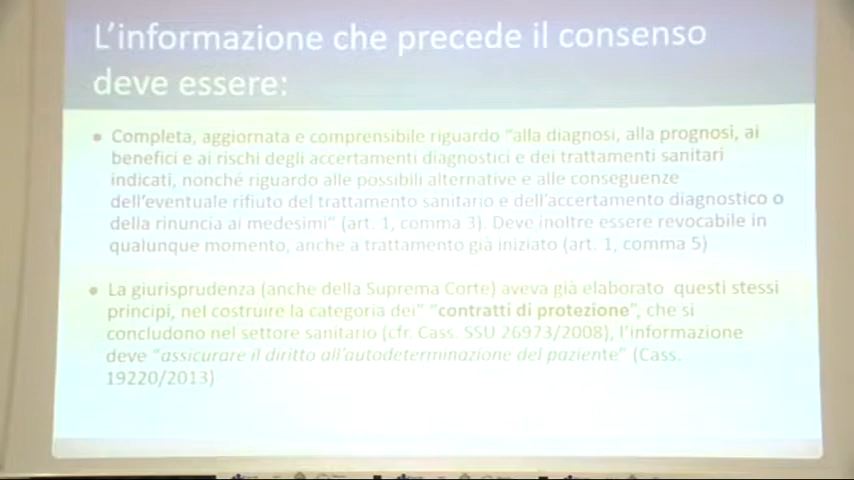 L'informazione che precede il consenso
deve essere:
• Completa, aggiornata e comprensibile riguardo "alla diagnosi, alla prognosi, ai
benefici e ai rischi degli accertamenti diagnostici e dei trattamenti sanitari
indicati, nonché riguardo alle possibili alternative e alle conseguenze
dell'eventuale rifiuto del trattamento sanitario e dell'accertamento diagnostico o
della rinuncia ai medesimi" (art. 1, comma 3). Deve inoltre essere revocabile in
qualunque momento, anche a trattamento già iniziato (art. 1, comma 5)
• La giurisprudenza (anche della Suprema Corte) aveva già elaborato questi stessi
principi, nel costruire la categoria dei" "contratti di protezione", che si
concludono nel settore sanitario (cfr. Cass. SSU 26973/2008), l'informazione
deve "assicurare il diritto all'autodeterminazione del paziente" (Cass.
19220/2013)